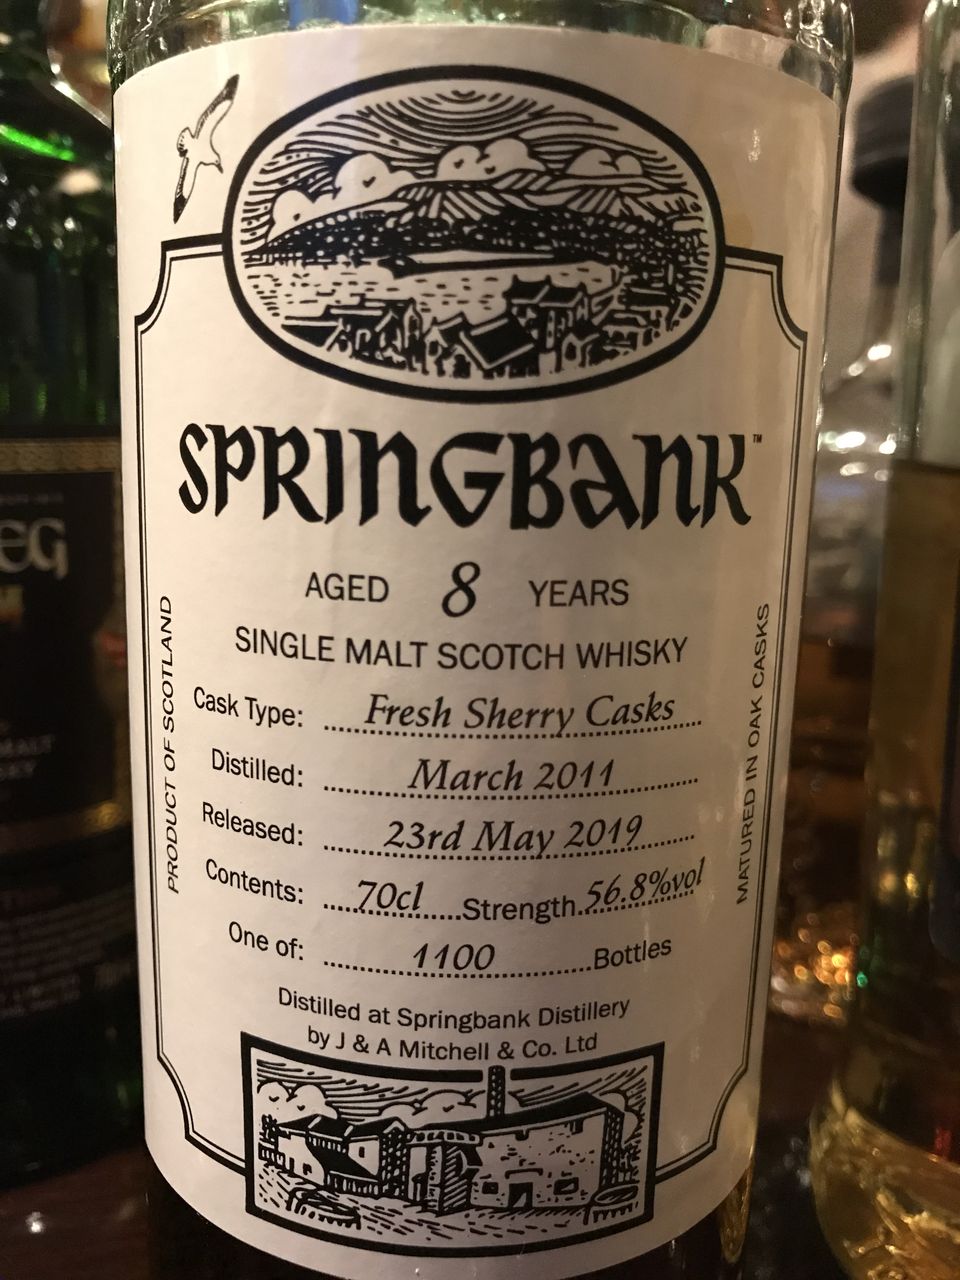 SPRINGBANK™
AGED 8 YEARS
SINGLE MALT SCOTCH WHISKY
Cask Type: Fresh Sherry Casks
Distilled: March 2011
Released: 23rd May 2019
Contents: 70cl Strength 56.8%vol
One of: 1100 Bottles
Distilled at Springbank Distillery
by J & A Mitchell & Co. Ltd
PRODUCT OF SCOTLAND
MATURED IN OAK CASKS